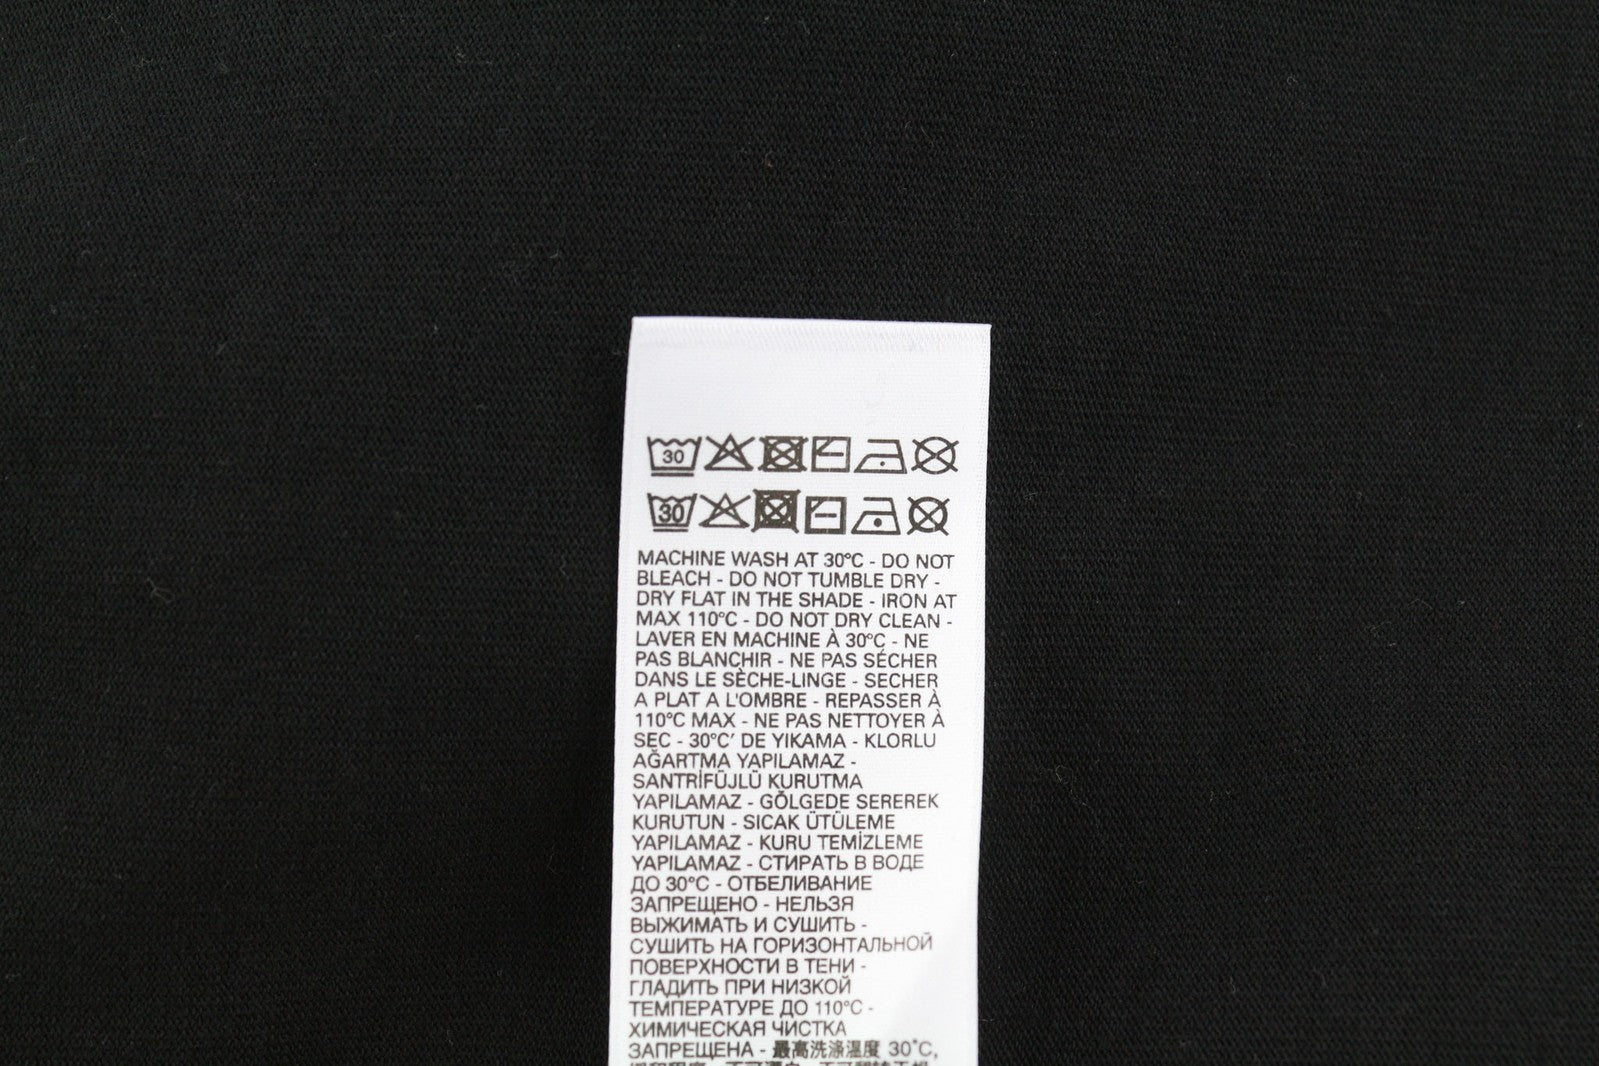 30
30
MACHINE WASH AT 30°C - DO NOT
BLEACH - DO NOT TUMBLE DRY -
DRY FLAT IN THE SHADE - IRON AT
MAX 110°C - DO NOT DRY CLEAN -
LAVER EN MACHINE À 30°C - NE
PAS BLANCHIR - NE PAS SÉCHER
DANS LE SÈCHE-LINGE - SECHER
A PLAT A L'OMBRE - REPASSER À
110°C MAX - NE PAS NETTOYER À
SEC - 30°C' DE YIKAMA - KLORLU
AĞARTMA YAPILAMAZ -
SANTRİFÜJLÜ KURUTMA
YAPILAMAZ - GÖLGEDE SEREREK
KURUTUN - SICAK ÜTÜLEME
YAPILAMAZ - KURU TEMİZLEME
YAPILAMAZ - СТИРАТЬ В ВОДЕ
ДО 30°C - ОТБЕЛИВАНИЕ
ЗАПРЕЩЕНО - НЕЛЬЗЯ
ВЫЖИМАТЬ И СУШИТЬ -
СУШИТЬ НА ГОРИЗОНТАЛЬНОЙ
ПОВЕРХНОСТИ В ТЕНИ -
ГЛАДИТЬ ПРИ НИЗКОЙ
ТЕМПЕРАТУРЕ ДО 110°C -
ХИМИЧЕСКАЯ ЧИСТКА
ЗАПРЕЩЕНА - 最高洗涤温度 30°C,